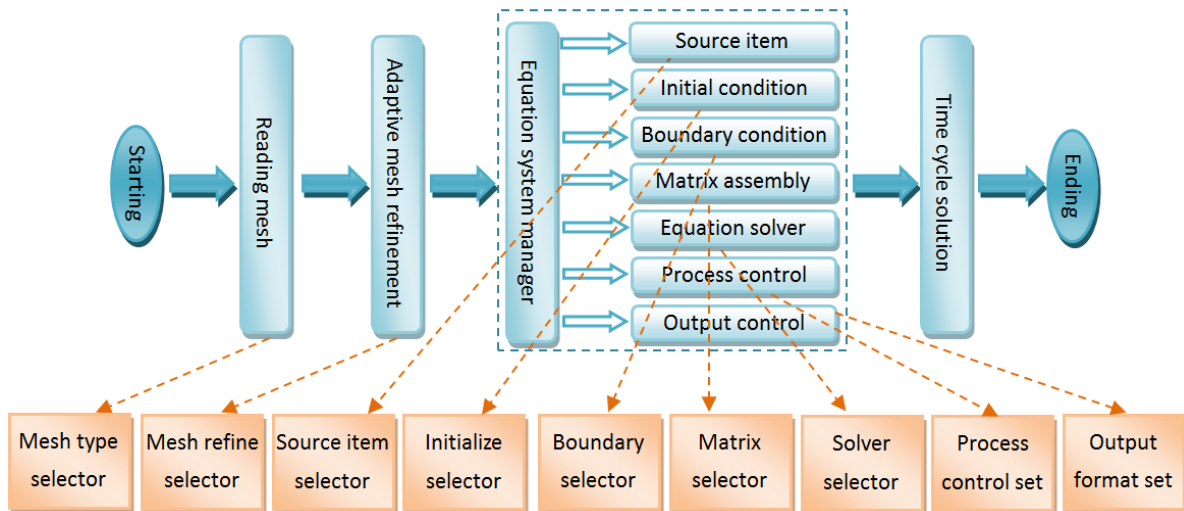 Starting
Reading mesh
Adaptive mesh refinement
Equation system manager
Source item
Initial condition
Boundary condition
Matrix assembly
Equation solver
Process control
Output control
Time cycle solution
Ending
Mesh type
selector
Mesh refine
selector
Source item
selector
Initialize
selector
Boundary
selector
Matrix
selector
Solver
selector
Process
control set
Output
format set